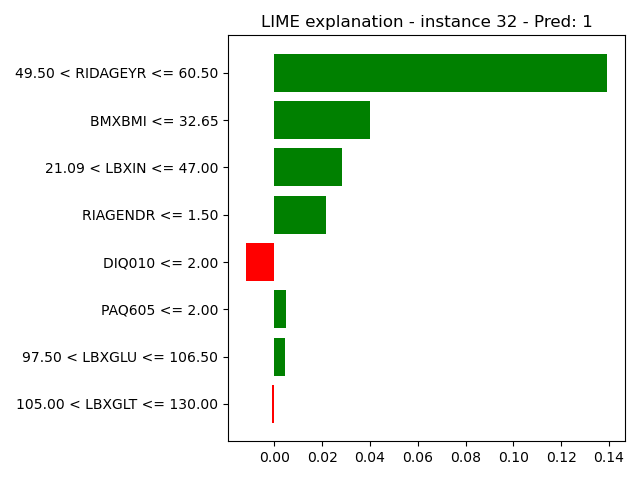 LIME explanation - instance 32 - Pred: 1
49.50 < RIDAGEYR <= 60.50
BMXBMI <= 32.65
21.09 < LBXIN <= 47.00
RIAGENDR <= 1.50
DIQ010 <= 2.00
PAQ605 <= 2.00
97.50 < LBXGLU <= 106.50
105.00 < LBXGLT <= 130.00
0.00 0.02 0.04 0.06 0.08 0.10 0.12 0.14